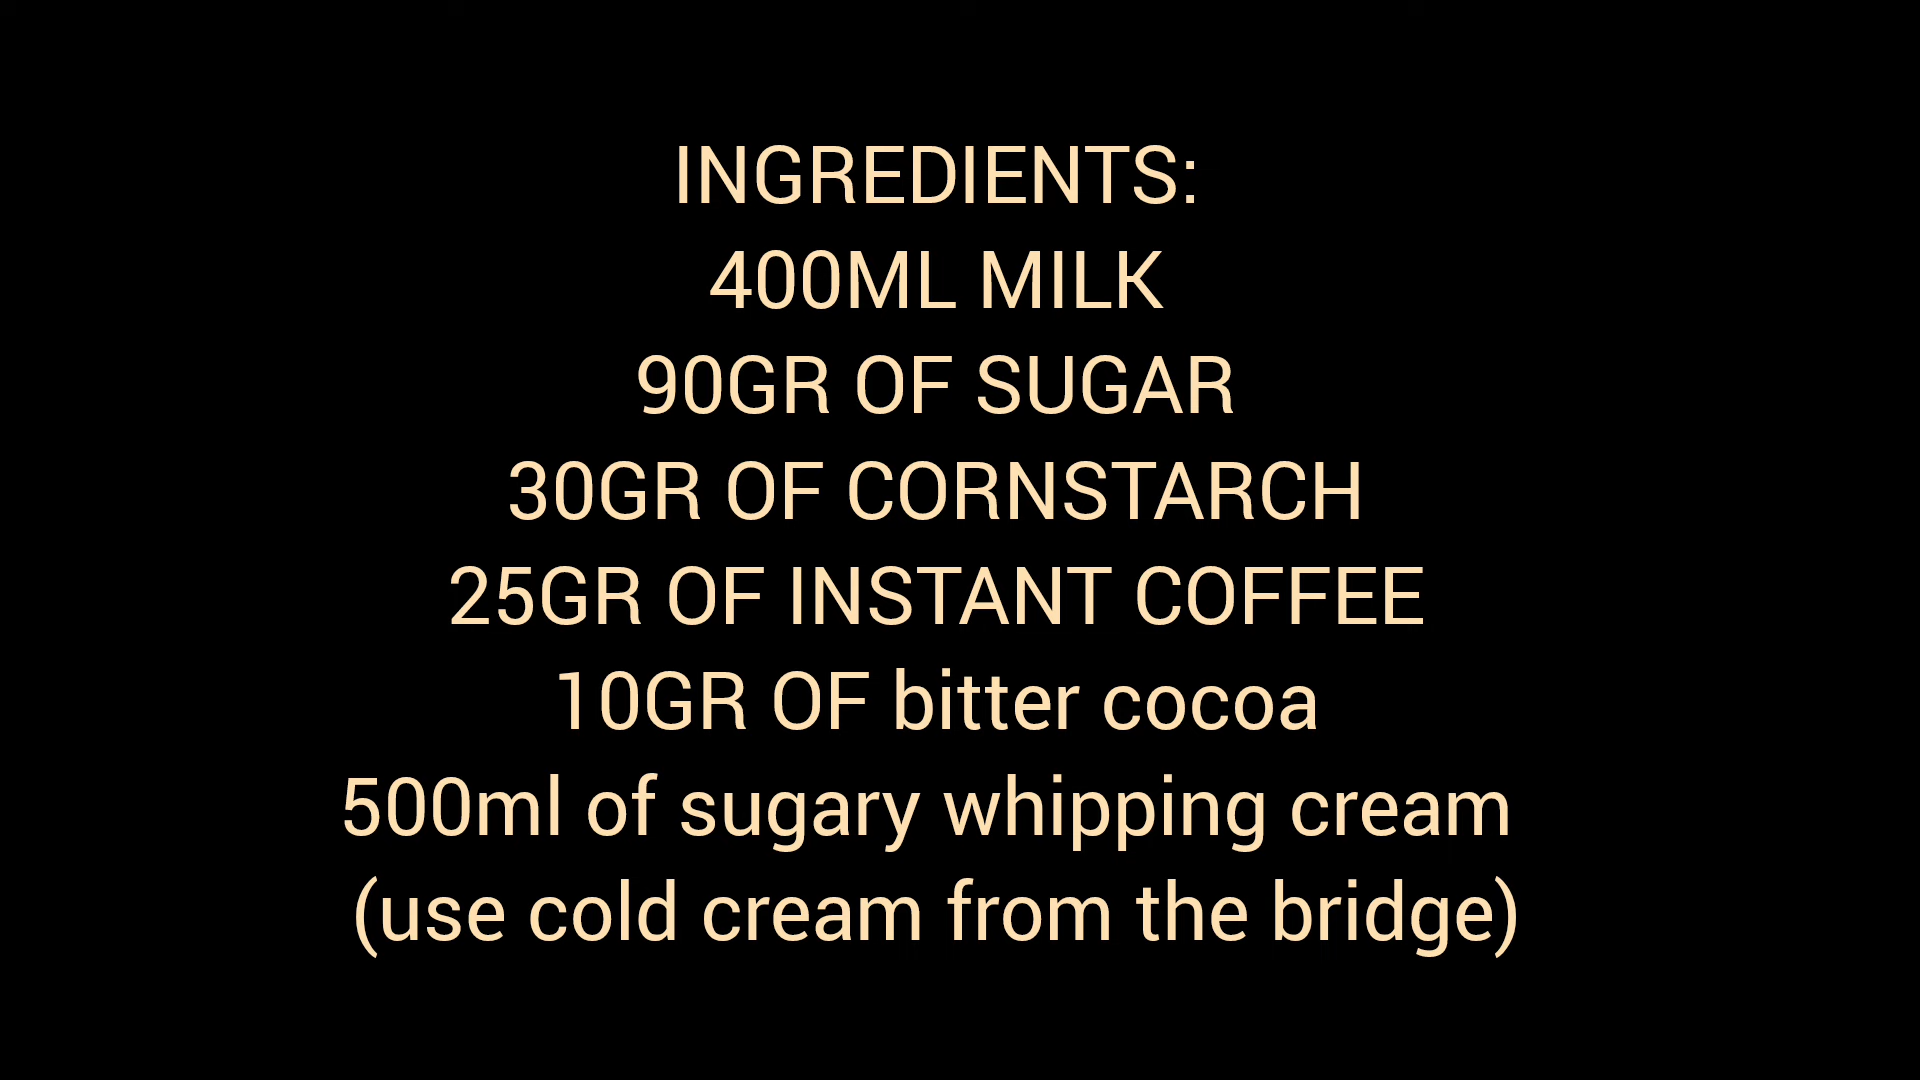 INGREDIENTS:
400ML MILK
90GR OF SUGAR
30GR OF CORNSTARCH
25GR OF INSTANT COFFEE
10GR OF bitter cocoa
500ml of sugary whipping cream
(use cold cream from the bridge)